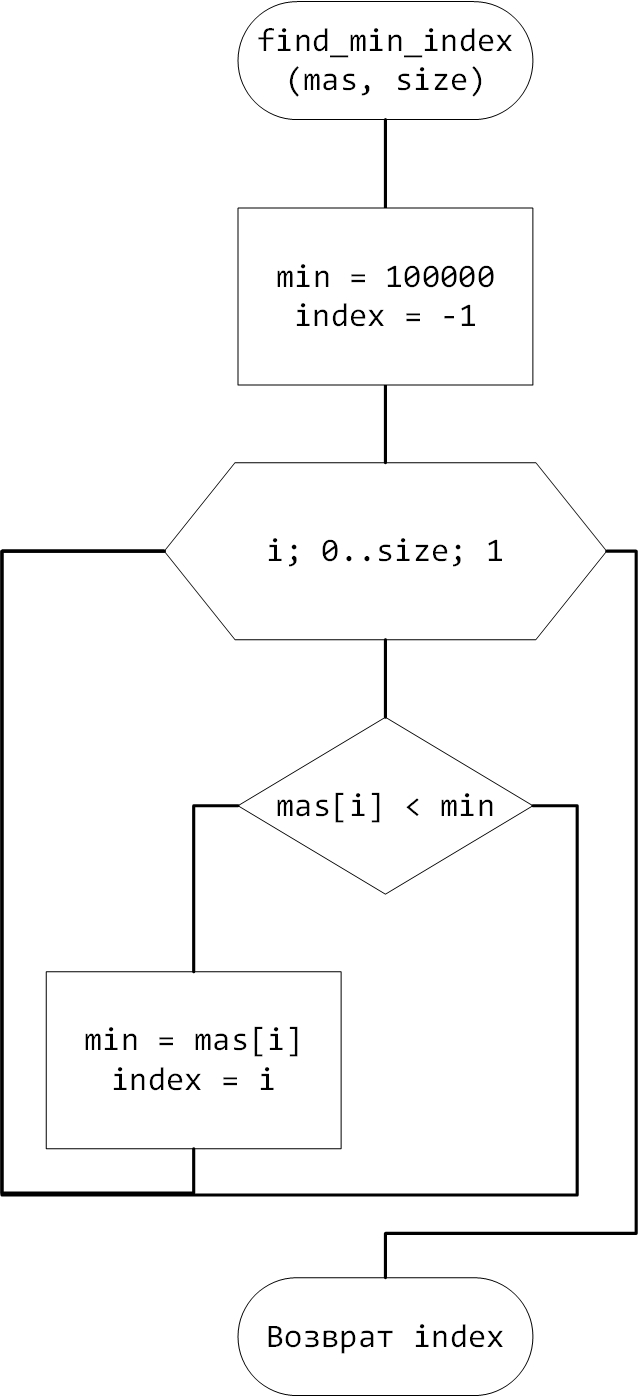 find_min_index
(mas, size)
min = 100000
index = -1
i; 0..size; 1
mas[i] < min
min = mas[i]
index = i
Возврат index